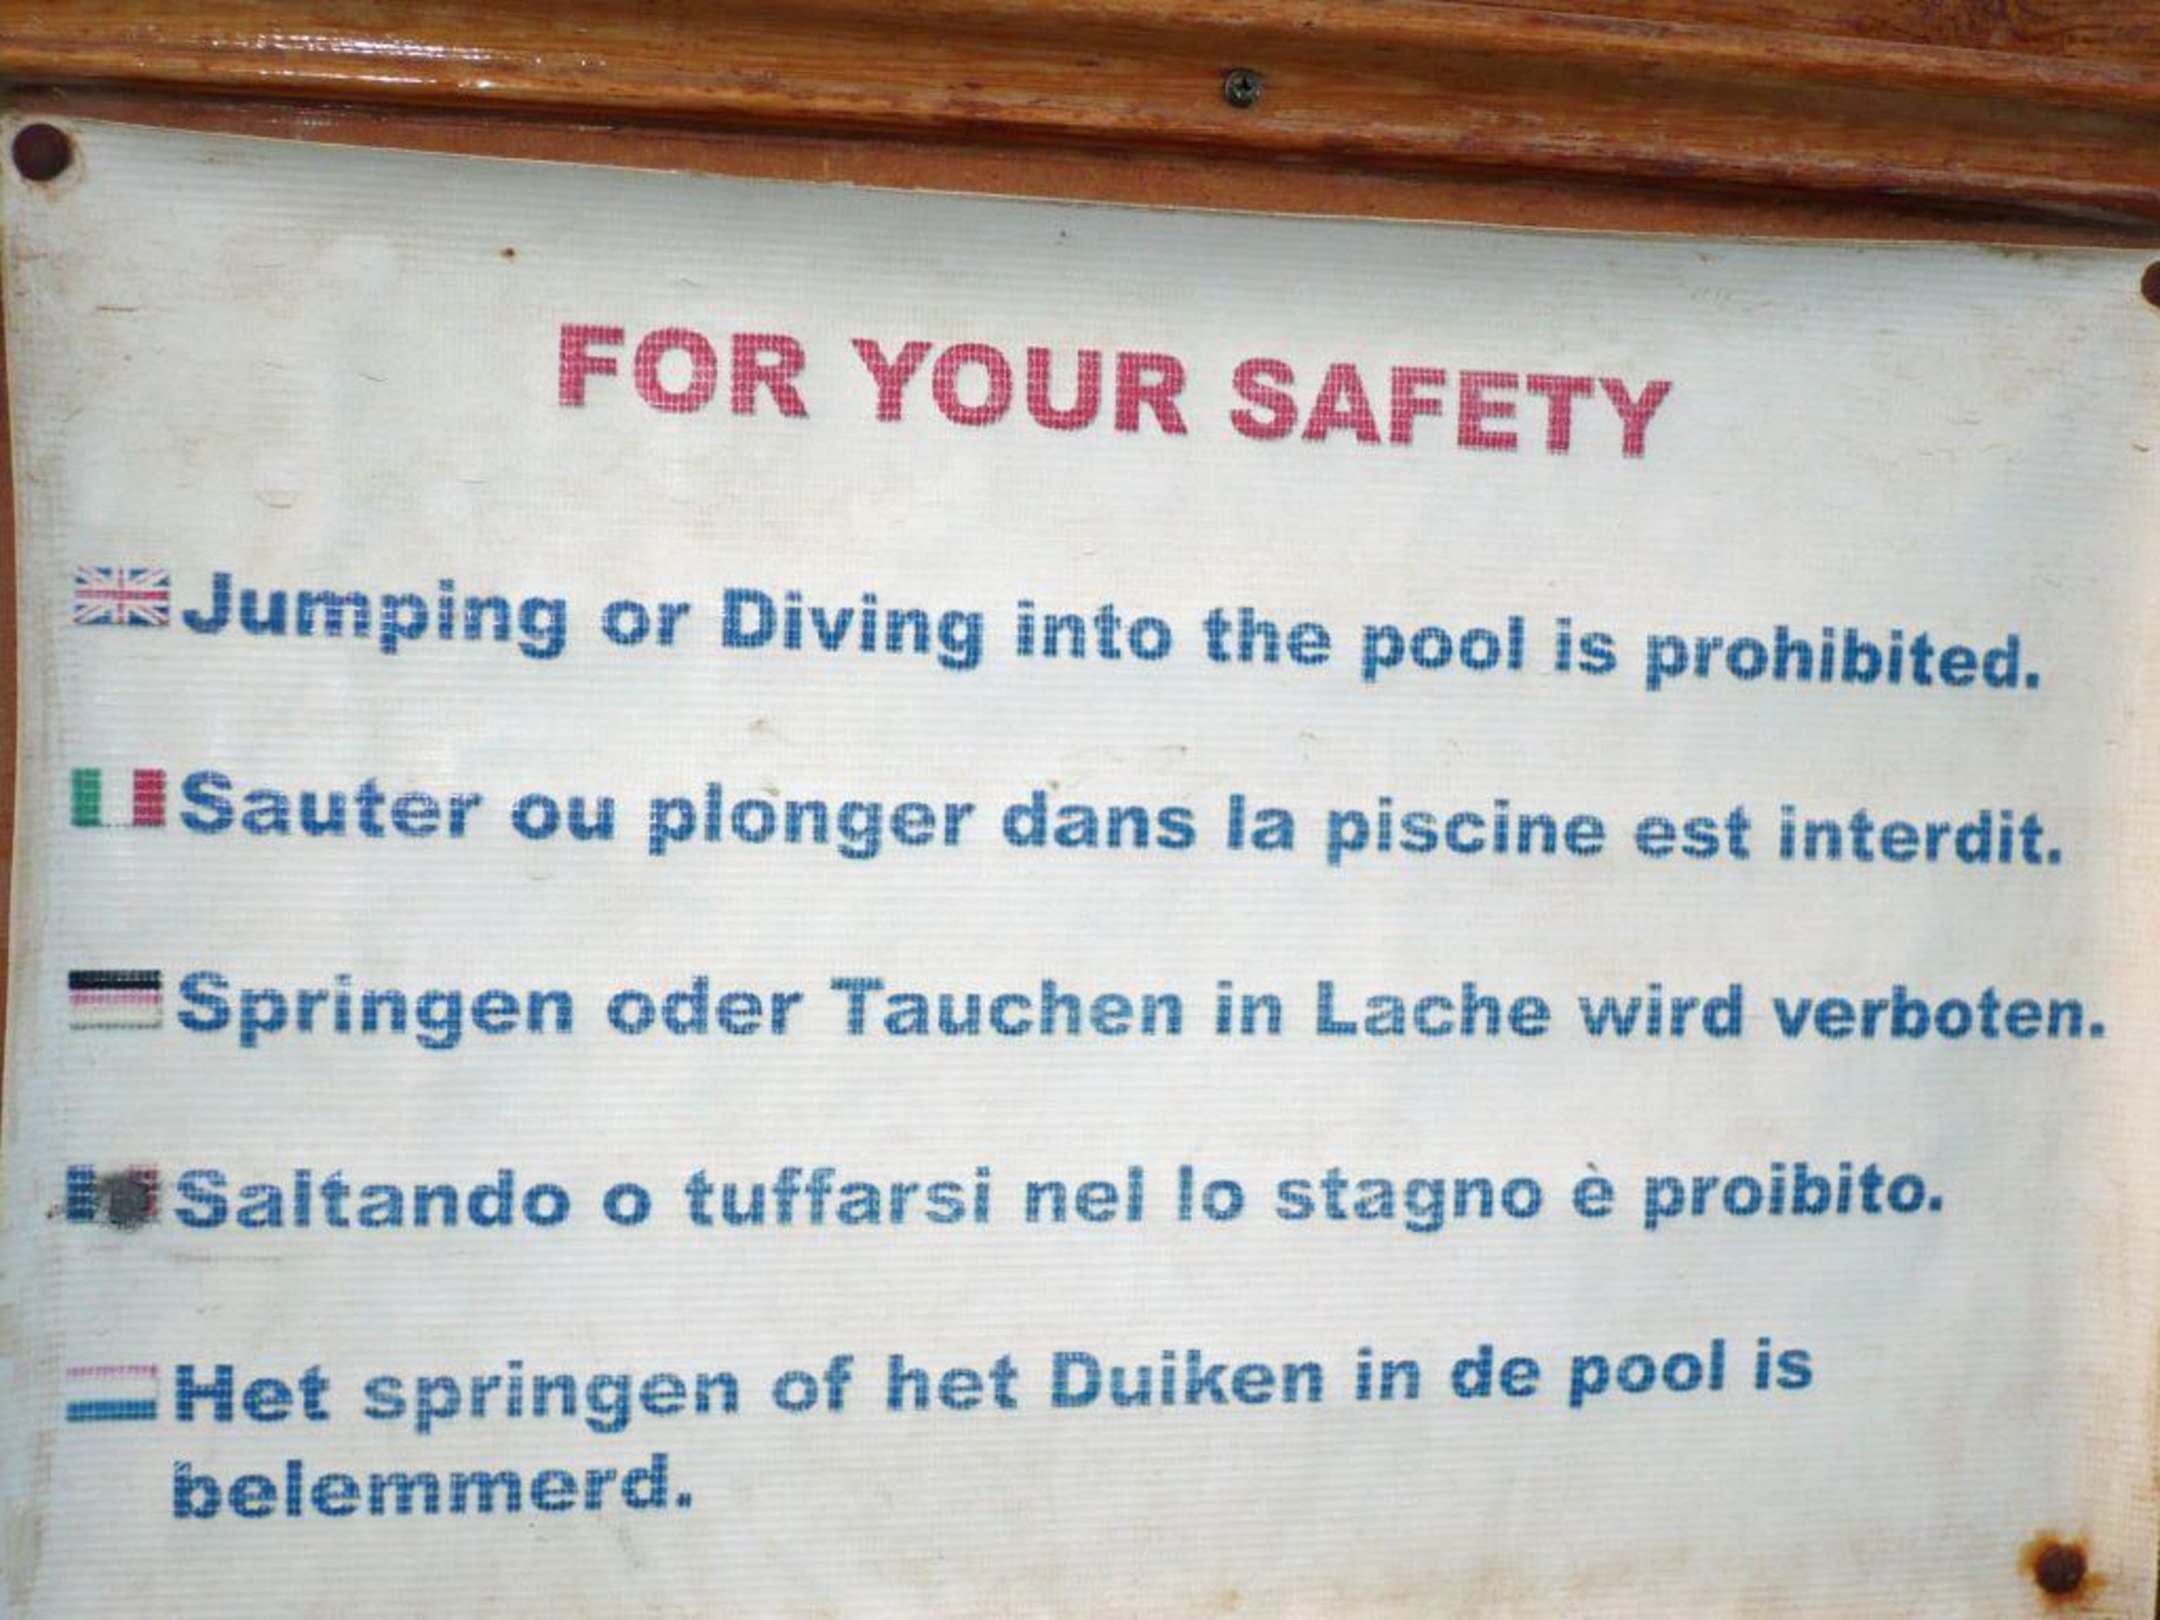 FOR YOUR SAFETY
Jumping or Diving into the pool is prohibited.
Sauter ou plonger dans la piscine est interdit.
Springen oder Tauchen in Lache wird verboten.
Saltando o tuffarsi nel lo stagno è proibito.
Het springen of het Duiken in de pool is
belemmerd.